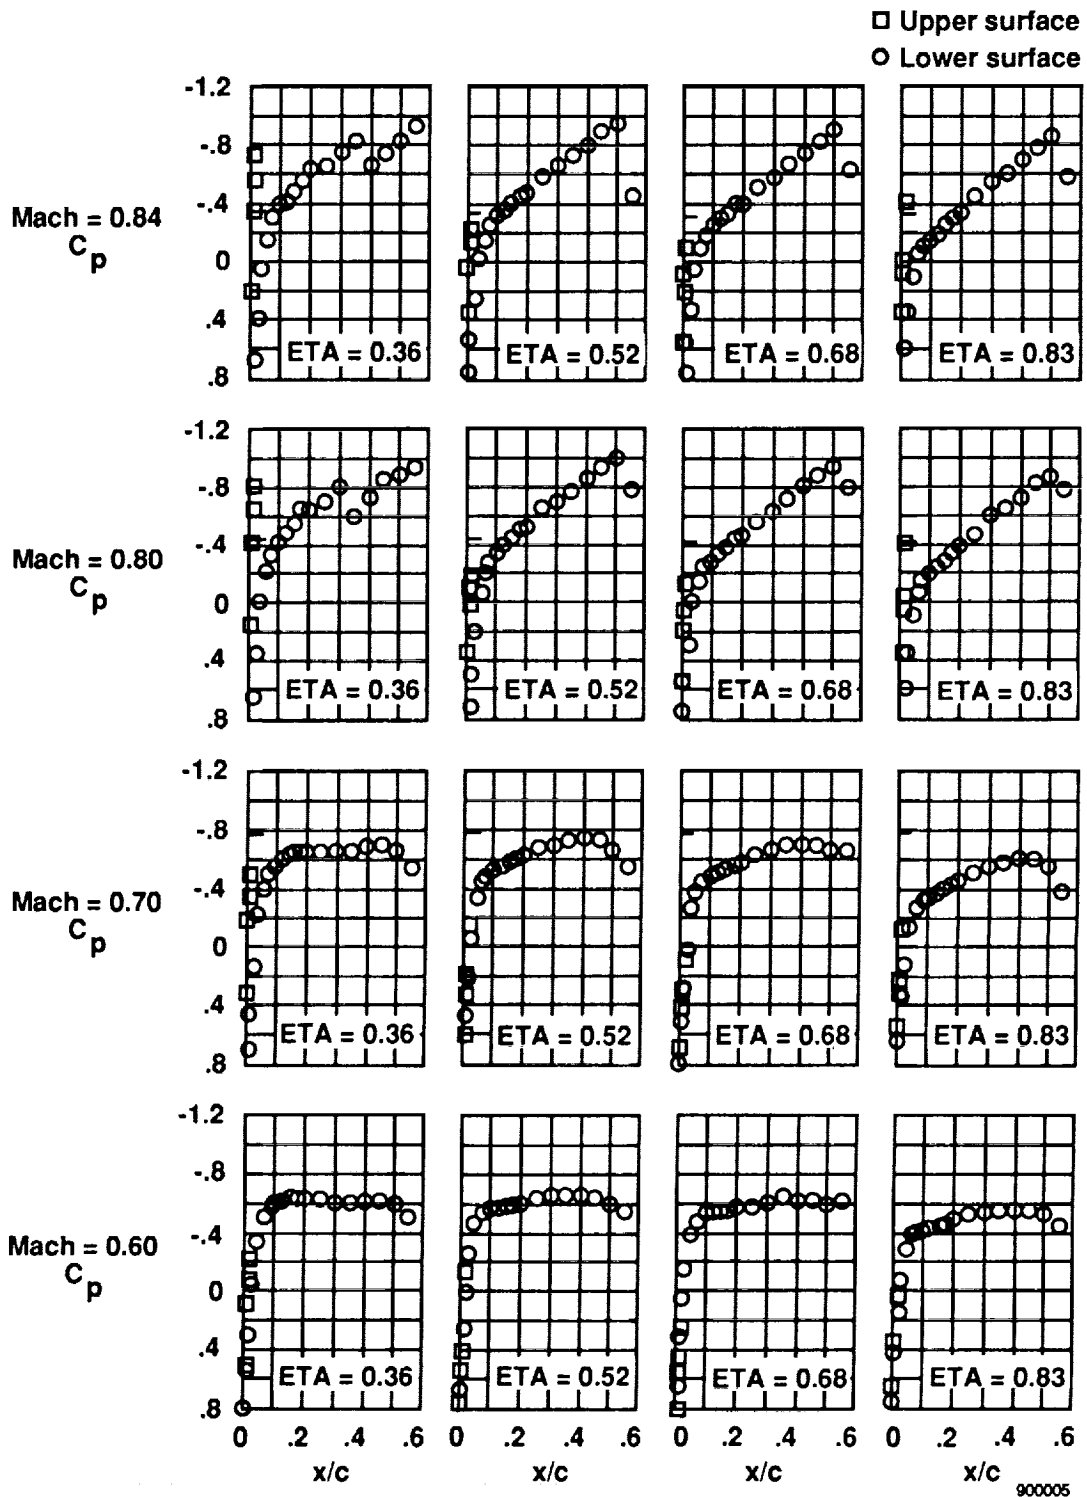 Upper surface
Lower surface
-1.2
-.8
-.4
0
.4
.8
Mach = 0.84
Cp
ETA = 0.36
ETA = 0.52
ETA = 0.68
ETA = 0.83
-1.2
-.8
-.4
0
.4
.8
Mach = 0.80
Cp
ETA = 0.36
ETA = 0.52
ETA = 0.68
ETA = 0.83
-1.2
-.8
-.4
0
.4
.8
Mach = 0.70
Cp
ETA = 0.36
ETA = 0.52
ETA = 0.68
ETA = 0.83
-1.2
-.8
-.4
0
.4
.8
Mach = 0.60
Cp
ETA = 0.36
ETA = 0.52
ETA = 0.68
ETA = 0.83
0 .2 .4 .6
0 .2 .4 .6
0 .2 .4 .6
0 .2 .4 .6
x/c
x/c
x/c
x/c
900005